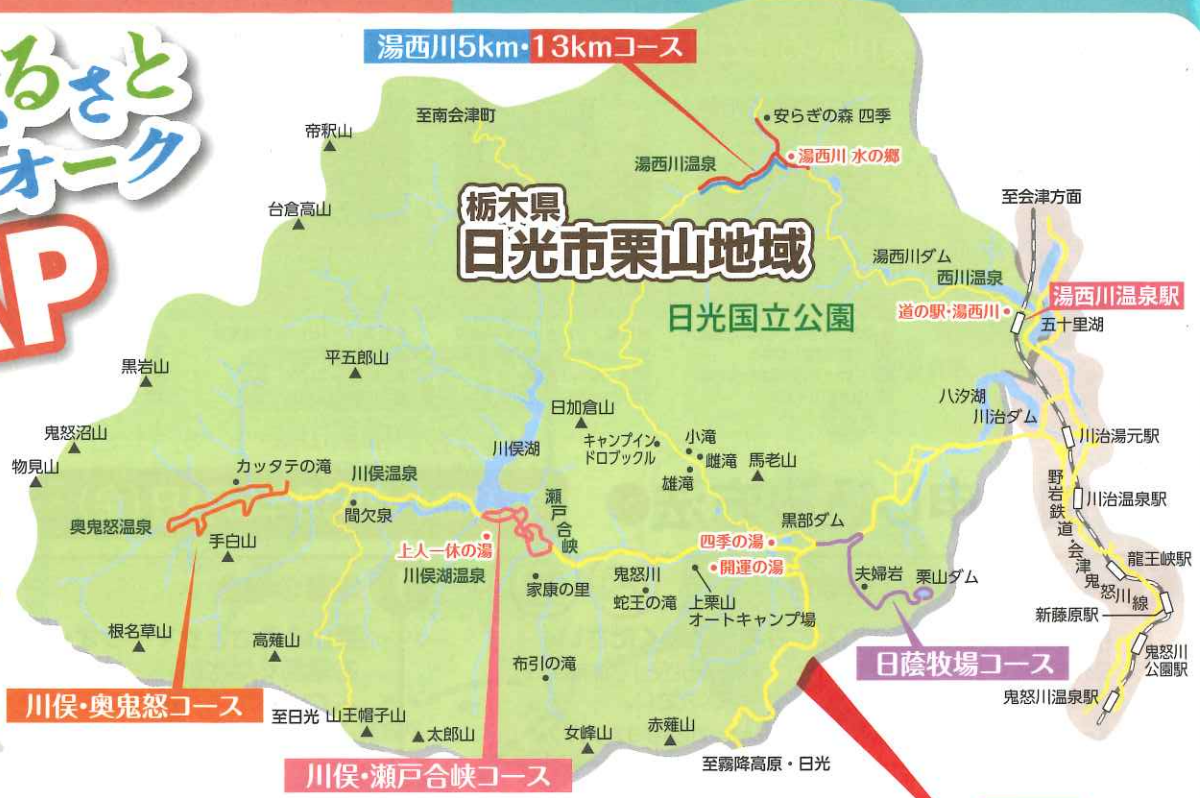 るさと
ォーク
AP
湯西川5km・13kmコース
至南会津町
安らぎの森 四季
帝釈山
湯西川温泉
湯西川 水の郷
台倉高山
栃木県
日光市栗山地域
至会津方面
湯西川ダム
西川温泉
湯西川温泉駅
道の駅・湯西川
日光国立公園
五十里湖
平五郎山
黒岩山
八汐湖
川治ダム
日加倉山
鬼怒沼山
キャンプイン
ドロブックル
小滝
雌滝
馬老山
雄滝
川治湯元駅
川俣湖
物見山
カッタテの滝
川俣温泉
野岩鉄道・会津鬼怒川線
川治温泉駅
間欠泉
瀬戸合峡
奥鬼怒温泉
黒部ダム
手白山
上人一休の湯
四季の湯
川俣湖温泉
開運の湯
龍王峡駅
家康の里
鬼怒川
蛇王の滝
上栗山
オートキャンプ場
夫婦岩
栗山ダム
新藤原駅
根名草山
高薙山
布引の滝
日蔭牧場コース
鬼怒川
公園駅
川俣・奥鬼怒コース
鬼怒川温泉駅
至日光
山王帽子山
太郎山
女峰山
赤薙山
至霧降高原・日光
川俣・瀬戸合峡コース